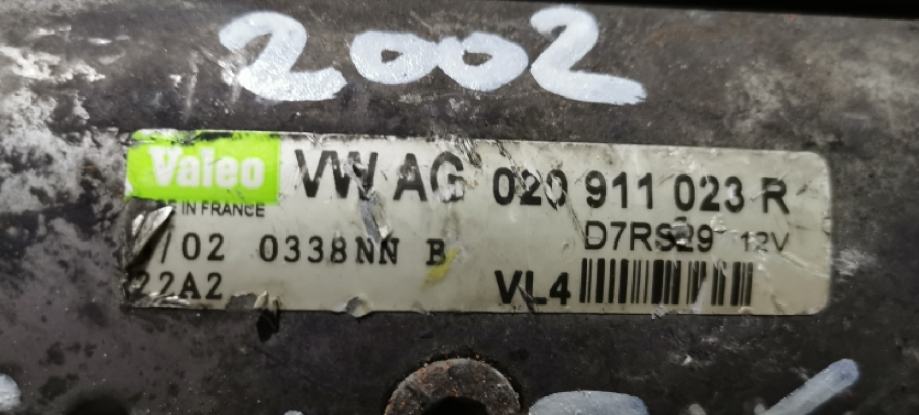 2002
Valeo VW AG 020 911 023 R
IN FRANCE
D7RS29 12V
/02 0338NN B
22A2
VL4